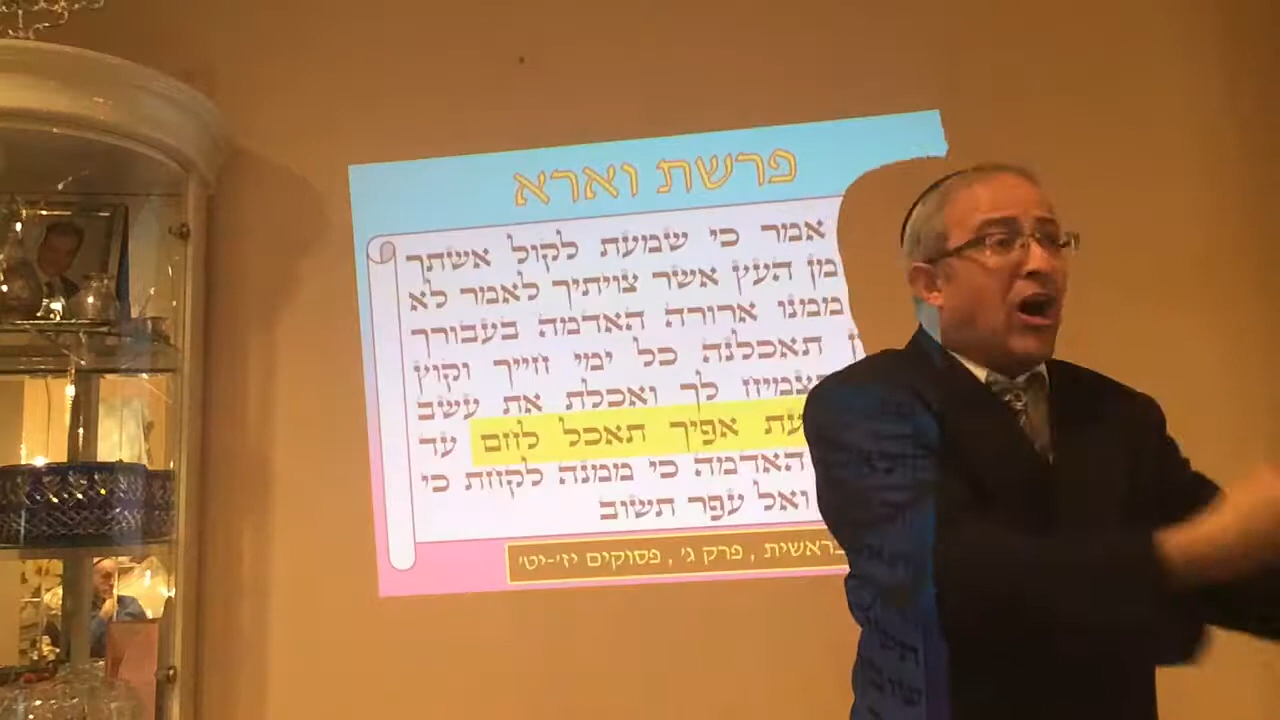 פרשת וארא
אמר כי שמעת לקול אשתך
מן העץ אשר צויתיך לאמר לא
ממנו ארורה האדמה בעבורך
תאכלנה כל ימי חייך וקוץ
לך ואכלת את עשב
אפיך תאכל לחם עד
האדמה כי ממנה לקחת כי
ואל עפר תשוב
בראשית, פרק ג', פסוקים יז'-יט'